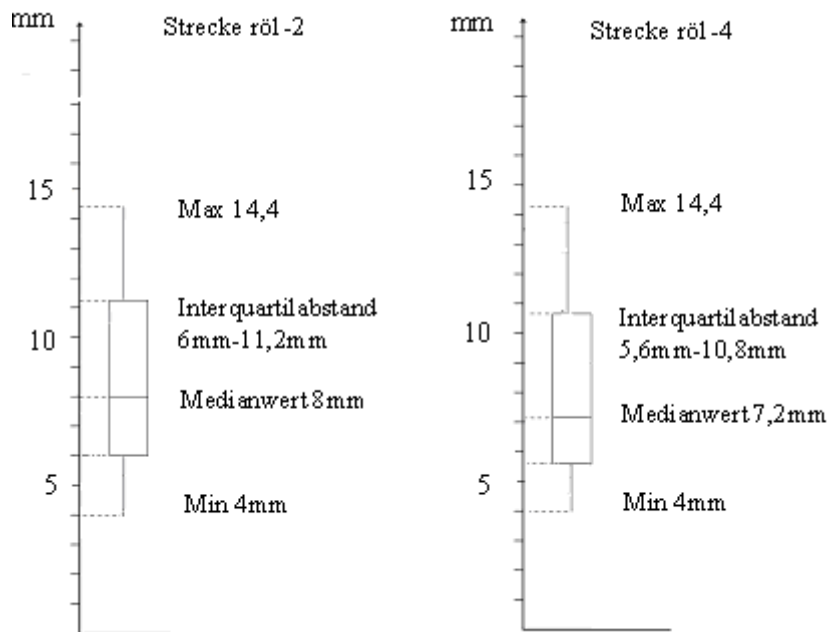 mm
Strecke röl-2
15
Max 14,4
Interquartilabstand
6mm-11,2mm
10
Medianwert 8mm
5
Min 4mm
mm
Strecke röl-4
15
Max 14,4
Interquartilabstand
5,6mm-10,8mm
10
Medianwert 7,2mm
5
Min 4mm